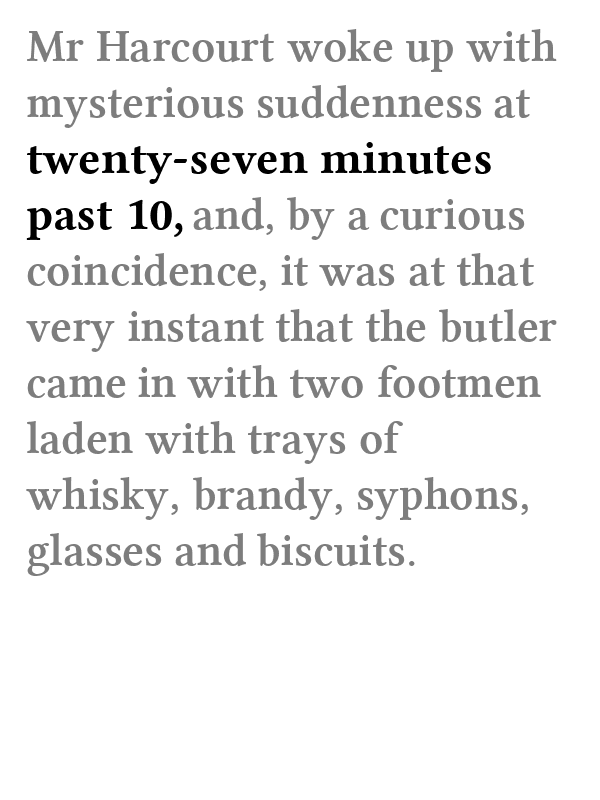 Mr Harcourt woke up with
mysterious suddenness at
twenty-seven minutes
past 10, and, by a curious
coincidence, it was at that
very instant that the butler
came in with two footmen
laden with trays of
whisky, brandy, syphons,
glasses and biscuits.